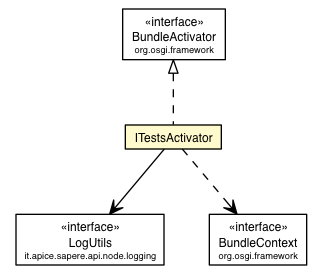 «interface»
BundleActivator
org.osgi.framework
ITestsActivator
«interface»
LogUtils
it.apice.sapere.api.node.logging
«interface»
BundleContext
org.osgi.framework